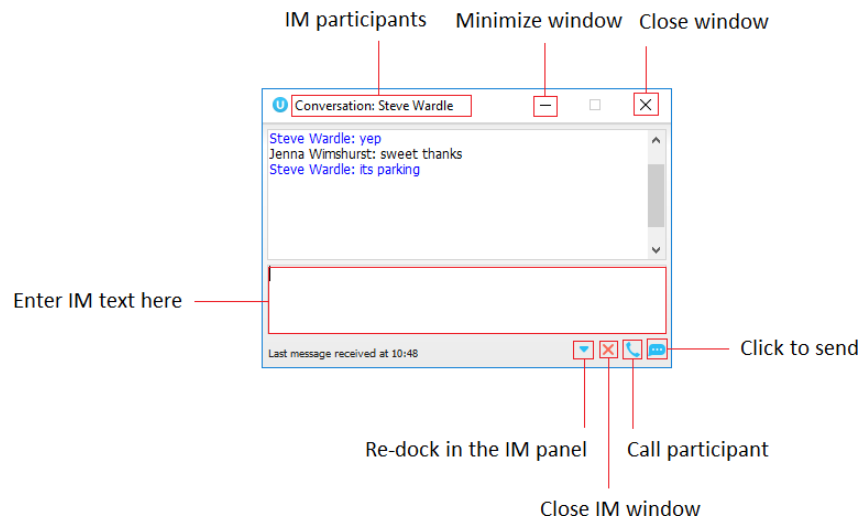 IM participants Minimize window Close window
U Conversation: Steve Wardle
Steve Wardle: yep
Jenna Wimshurst: sweet thanks
Steve Wardle: its parking
Enter IM text here
Last message received at 10:48
Click to send
Re-dock in the IM panel Call participant
Close IM window